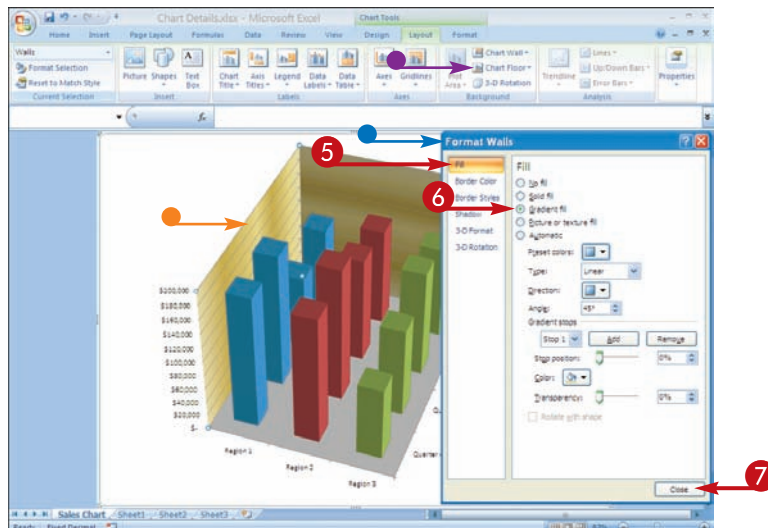 Chart Details.xlsx - Microsoft Excel
Chart Tools
Home Insert Page Layout Formulas Data Review View Design Layout Format
Walls
Format Selection
Reset to Match Style
Current Selection
Picture Shapes Text Box
Insert
Chart Title Axis Titles Legend Data Labels Data Table
Labels
Axes Gridlines
Axes
Plot Area
Chart Wall
Chart Floor
3-D Rotation
Background
Trendline
Lines
Up/Down Bars
Error Bars
Analysis
Properties
fx
5
6
7
Format Walls
Fill
Border Color
Border Styles
Shadow
3-D Format
3-D Rotation
Fill
No fill
Solid fill
Gradient fill
Picture or texture fill
Automatic
Preset colors:
Type: Linear
Direction:
Angle: 45°
Gradient stops
Stop 1 Add Remove
Stop position: 0%
Color:
Transparency: 0%
Rotate with shape
Close
$180,000
$160,000
$140,000
$120,000
$100,000
$80,000
$60,000
$40,000
$20,000
$-
Region 1
Region 2
Region 3
Quarter
Sales Chart Sheet1 Sheet2 Sheet3
Ready Fixed Decimal